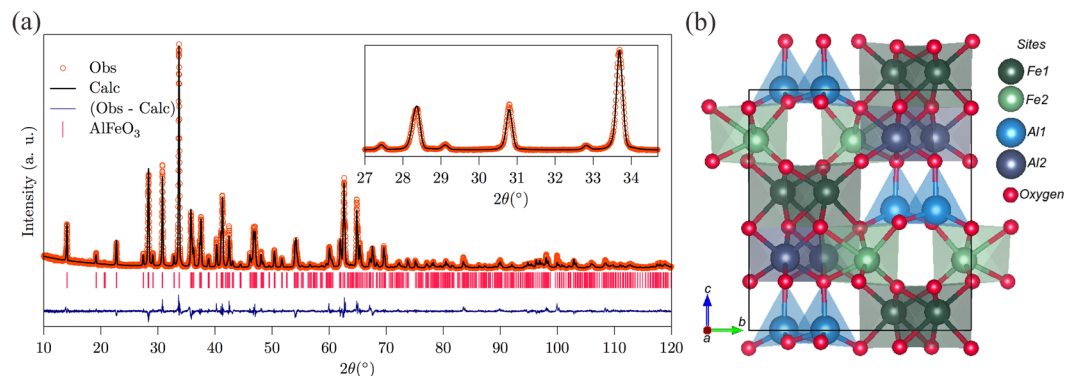 (a)
Obs
Calc
(Obs - Calc)
AlFeO₃
Intensity (a. u.)
27 28 29 30 31 32 33 34
2θ(°)
10 20 30 40 50 60 70 80 90 100 110 120
2θ(°)
(b)
Sites
Fe1
Fe2
Al1
Al2
Oxygen
c
b
a